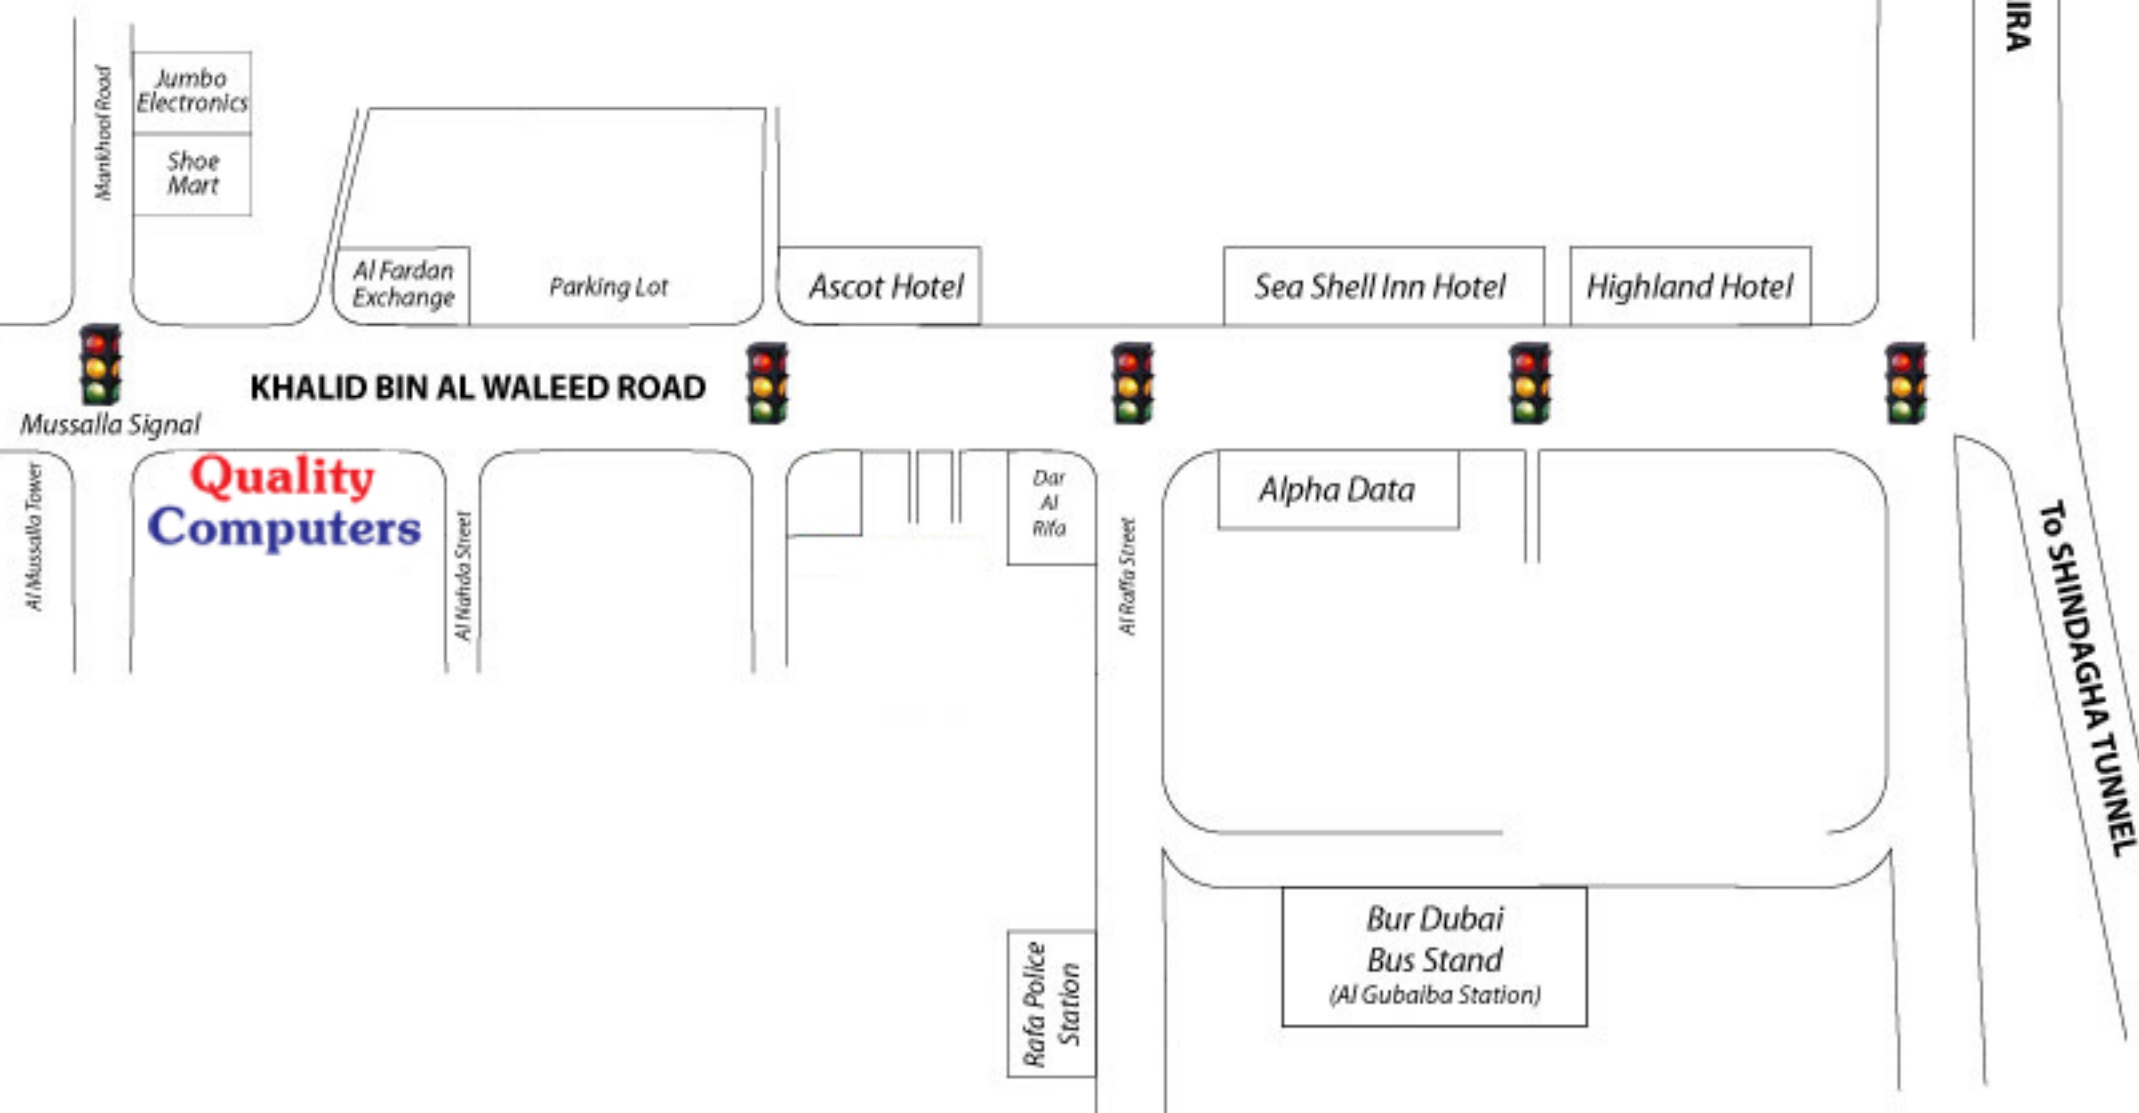 IRA
Mankhool Road
Jumbo
Electronics
Shoe
Mart
Al Fardan
Exchange
Parking Lot
Ascot Hotel
Sea Shell Inn Hotel
Highland Hotel
KHALID BIN AL WALEED ROAD
Mussalla Signal
Al Mussalla Tower
Quality
Computers
Al Nahda Street
Dar
Al
Rifa
Al Raffa Street
Alpha Data
To SHINDAGHA TUNNEL
Rafa Police
Station
Bur Dubai
Bus Stand
(Al Gubaiba Station)